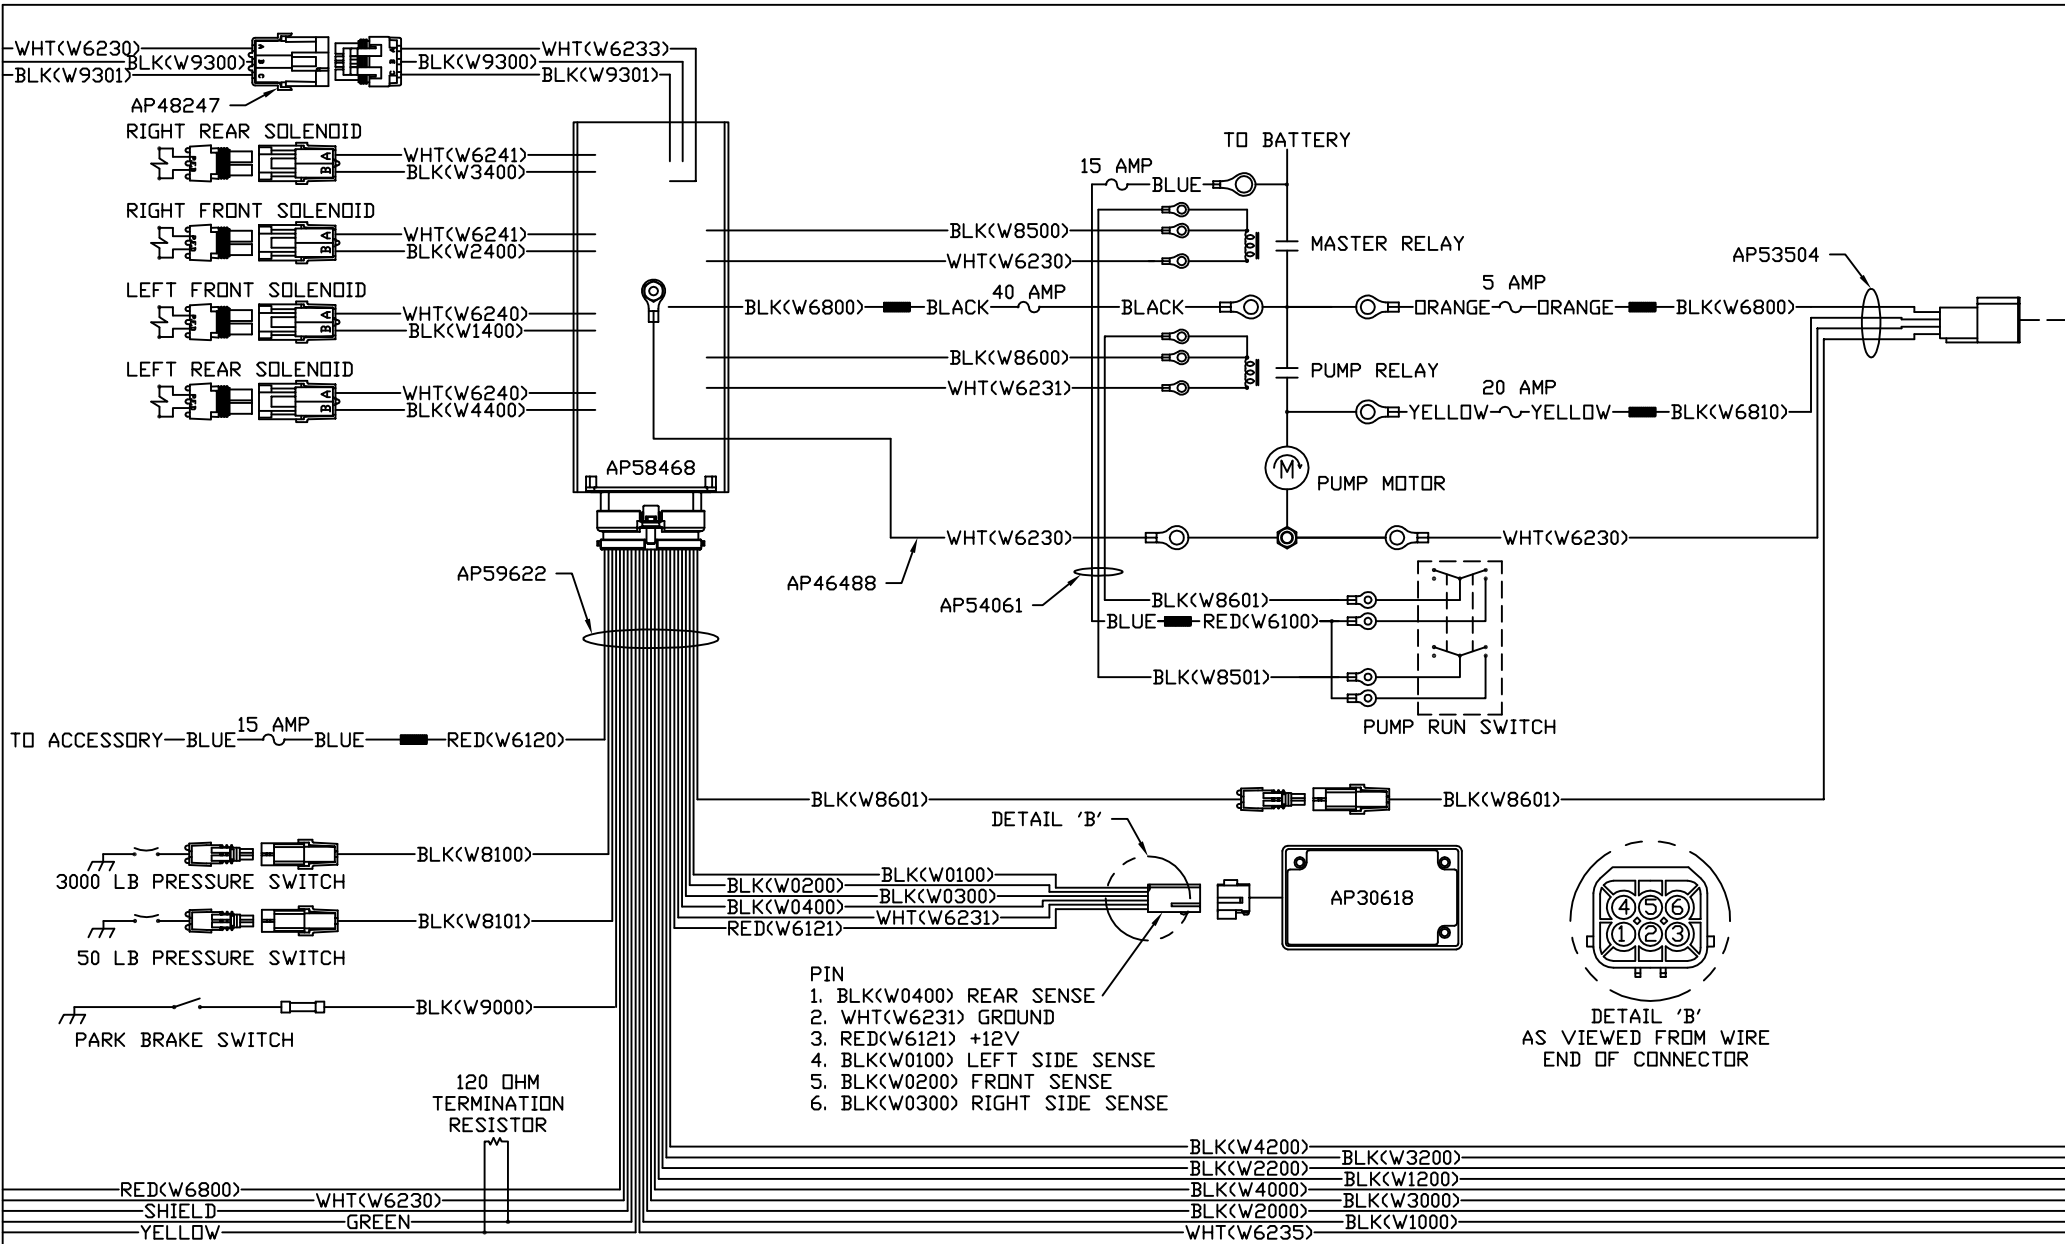 WHT(W6230)
BLK(W9300)
BLK(W9301)
A
B
C
WHT(W6233)
BLK(W9300)
BLK(W9301)
AP48247
RIGHT REAR SOLENOID
A
B
WHT(W6241)
BLK(W3400)
RIGHT FRONT SOLENOID
A
B
WHT(W6241)
BLK(W2400)
LEFT FRONT SOLENOID
A
B
WHT(W6240)
BLK(W1400)
LEFT REAR SOLENOID
A
B
WHT(W6240)
BLK(W4400)
AP58468
TO BATTERY
15 AMP
BLUE
BLK(W8500)
WHT(W6230)
MASTER RELAY
BLK(W6800)
BLACK
40 AMP
BLACK
5 AMP
ORANGE
ORANGE
BLK(W6800)
AP53504
BLK(W8600)
WHT(W6231)
PUMP RELAY
20 AMP
YELLOW
YELLOW
BLK(W6810)
M
PUMP MOTOR
WHT(W6230)
WHT(W6230)
AP59622
AP46488
AP54061
BLK(W8601)
BLUE
RED(W6100)
BLK(W8501)
PUMP RUN SWITCH
TO ACCESSORY
BLUE
15 AMP
BLUE
RED(W6120)
BLK(W8601)
BLK(W8601)
DETAIL 'B'
BLK(W8100)
3000 LB PRESSURE SWITCH
BLK(W8101)
50 LB PRESSURE SWITCH
BLK(W9000)
PARK BRAKE SWITCH
BLK(W0100)
BLK(W0200)
BLK(W0300)
BLK(W0400)
WHT(W6231)
RED(W6121)
AP30618
4 5 6
1 2 3
PIN
1. BLK(W0400) REAR SENSE
2. WHT(W6231) GROUND
3. RED(W6121) +12V
4. BLK(W0100) LEFT SIDE SENSE
5. BLK(W0200) FRONT SENSE
6. BLK(W0300) RIGHT SIDE SENSE
DETAIL 'B'
AS VIEWED FROM WIRE
END OF CONNECTOR
120 OHM
TERMINATION
RESISTOR
RED(W6800)
WHT(W6230)
SHIELD
GREEN
YELLOW
BLK(W4200)
BLK(W3200)
BLK(W2200)
BLK(W1200)
BLK(W4000)
BLK(W3000)
BLK(W2000)
BLK(W1000)
WHT(W6235)